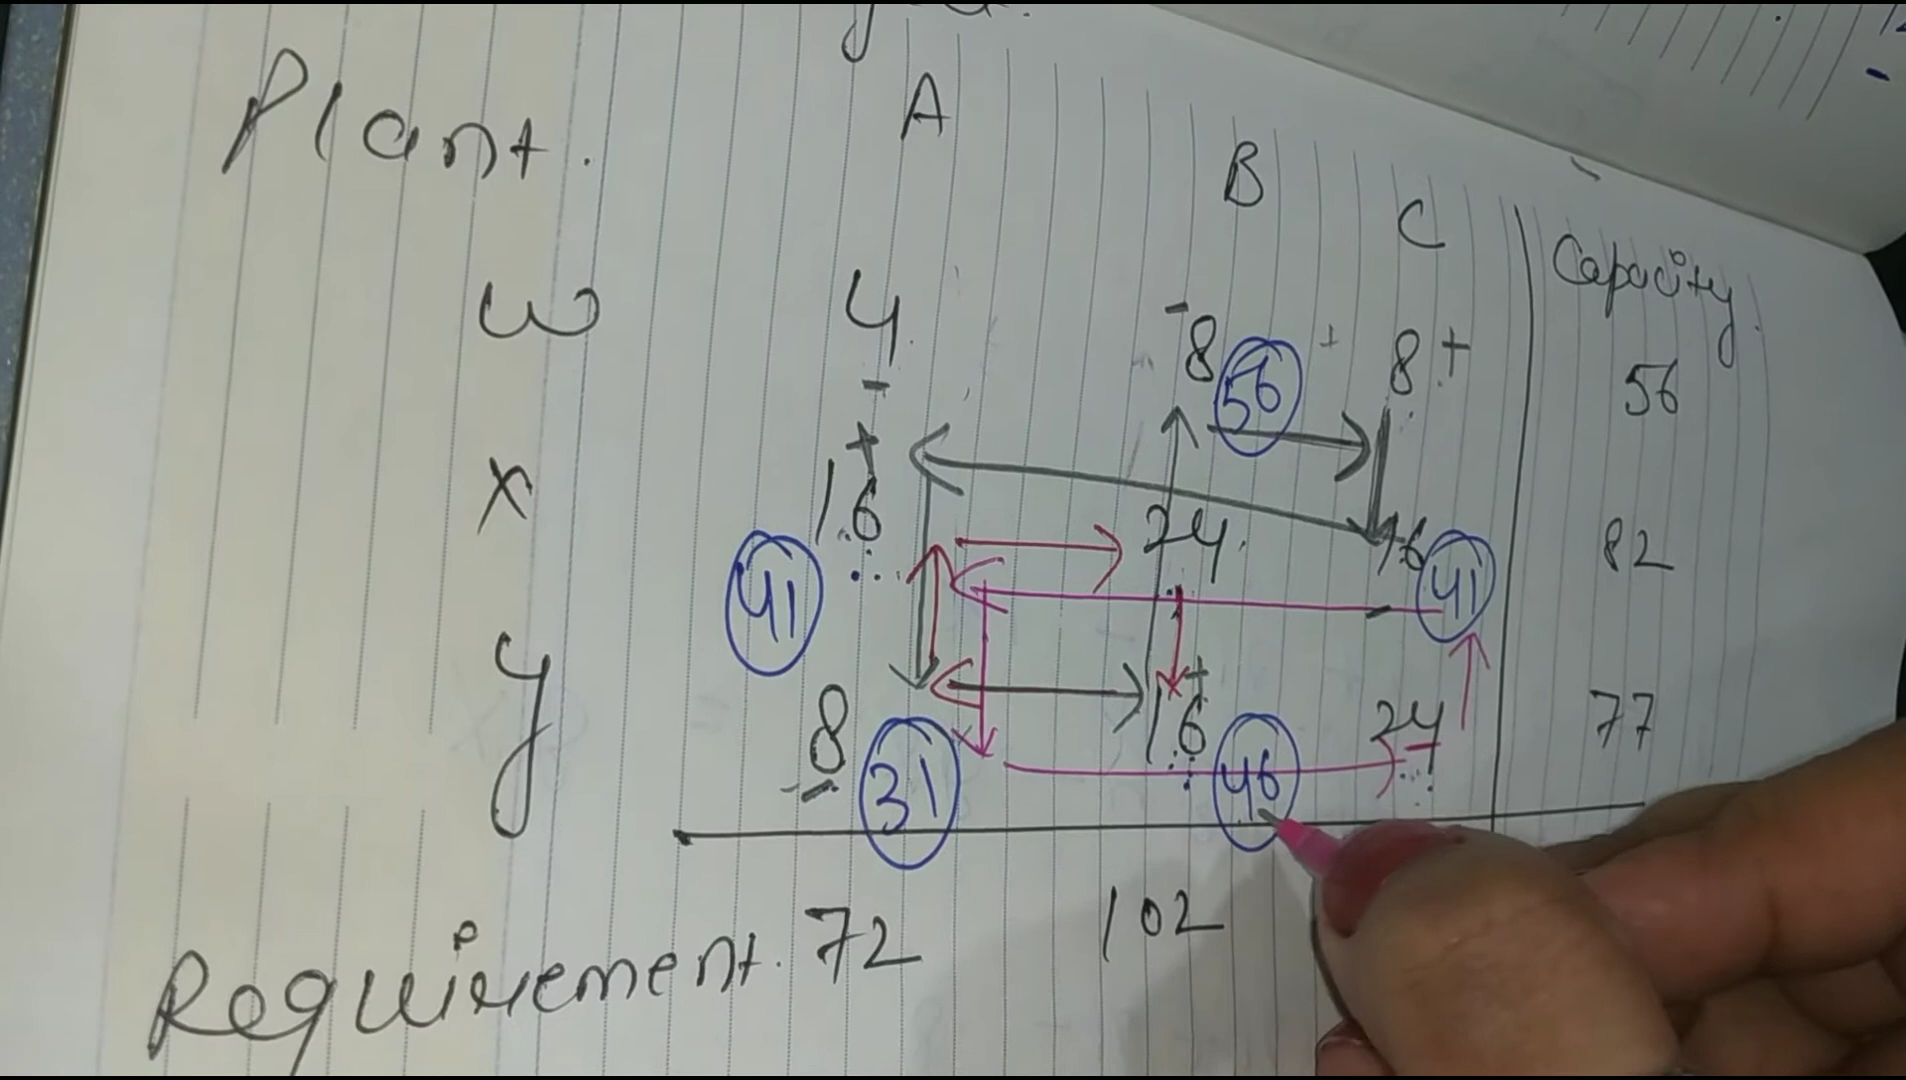 Plant. A B C Capacity.
w 4 - -8 56 + 8 + 56
x + 16 41 24 16 - 41 82
y 8 - 31 + 16 46 24 - 77
Requirement. 72 102